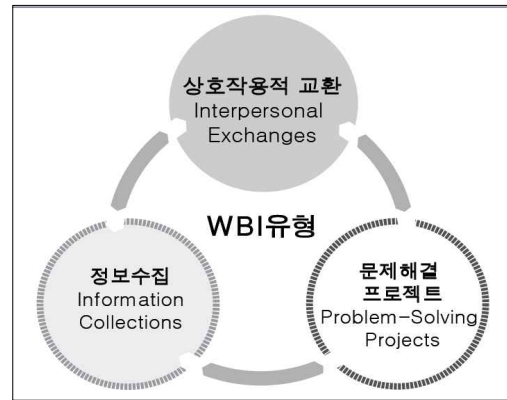 상호작용적 교환
Interpersonal
Exchanges
WBI유형
정보수집
Information
Collections
문제해결
프로젝트
Problem-Solving
Projects